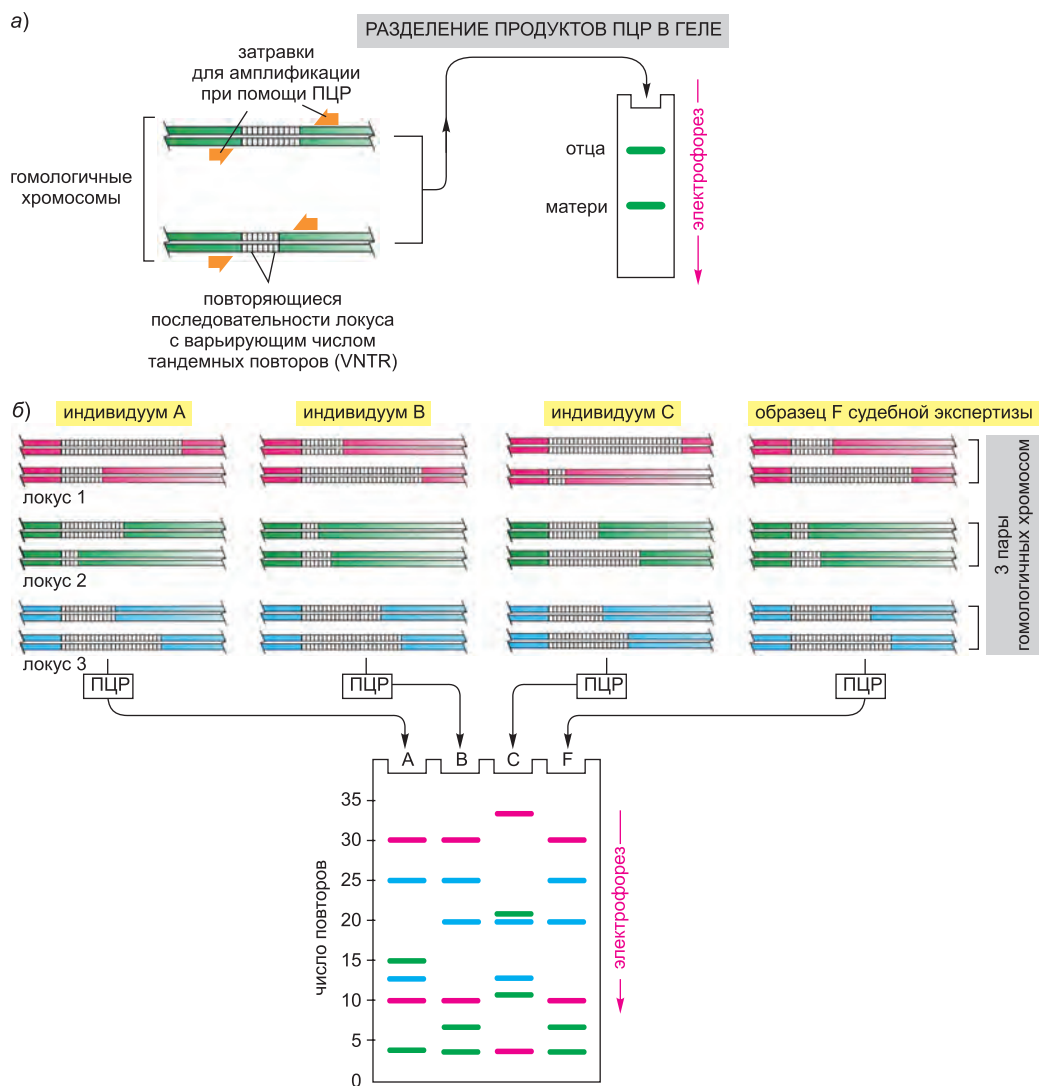 а)
РАЗДЕЛЕНИЕ ПРОДУКТОВ ПЦР В ГЕЛЕ
затравки
для амплификации
при помощи ПЦР
гомологичные
хромосомы
повторяющиеся
последовательности локуса
с варьирующим числом
тандемных повторов (VNTR)
отца
матери
электрофорез
б)
индивидуум A
индивидуум B
индивидуум C
образец F судебной экспертизы
локус 1
локус 2
локус 3
3 пары
гомологичных хромосом
ПЦР
ПЦР
ПЦР
ПЦР
A
B
C
F
35
30
25
20
15
10
5
0
число повторов
электрофорез